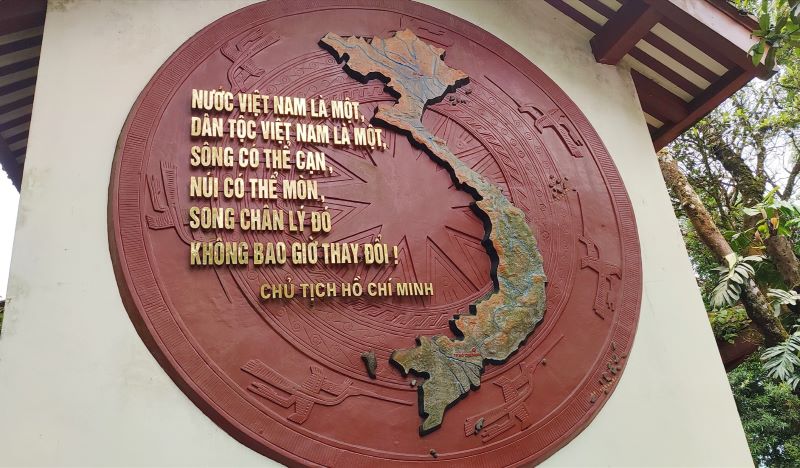 NƯỚC VIỆT NAM LÀ MỘT,
DÂN TỘC VIỆT NAM LÀ MỘT,
SÔNG CÓ THỂ CẠN,
NÚI CÓ THỂ MÒN,
SONG CHÂN LÝ ĐÓ
KHÔNG BAO GIỜ THAY ĐỔI!
CHỦ TỊCH HỒ CHÍ MINH